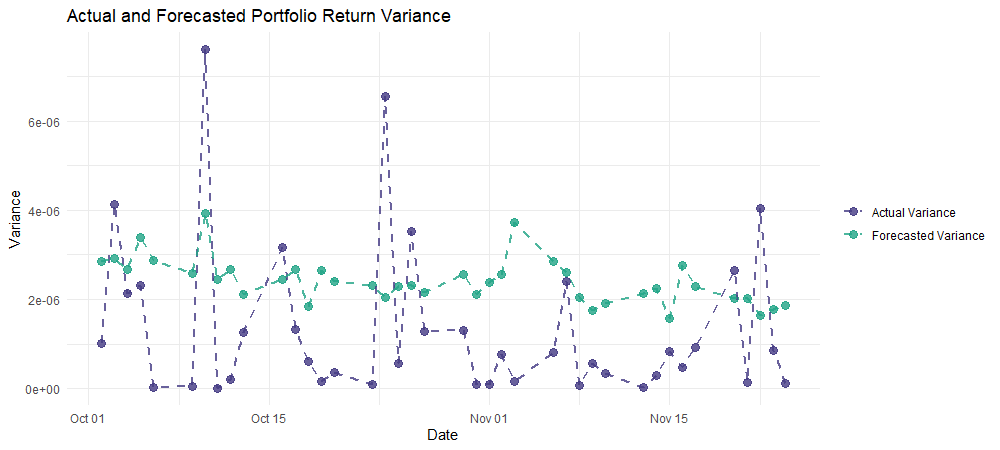 Actual and Forecasted Portfolio Return Variance
Variance
6e-06
4e-06
2e-06
0e+00
Oct 01
Oct 15
Nov 01
Nov 15
Date
Actual Variance
Forecasted Variance